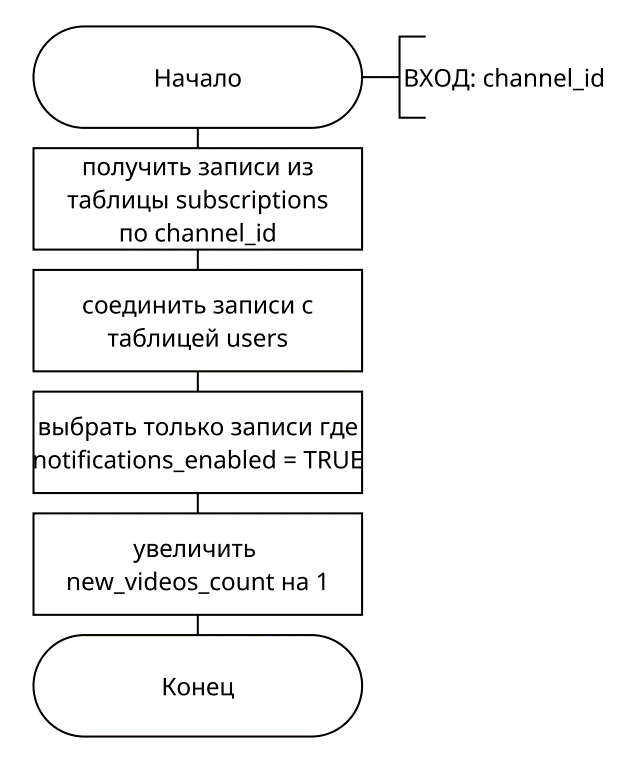 Начало
ВХОД: channel_id
получить записи из
таблицы subscriptions
по channel_id
соединить записи с
таблицей users
выбрать только записи где
notifications_enabled = TRUE
увеличить
new_videos_count на 1
Конец